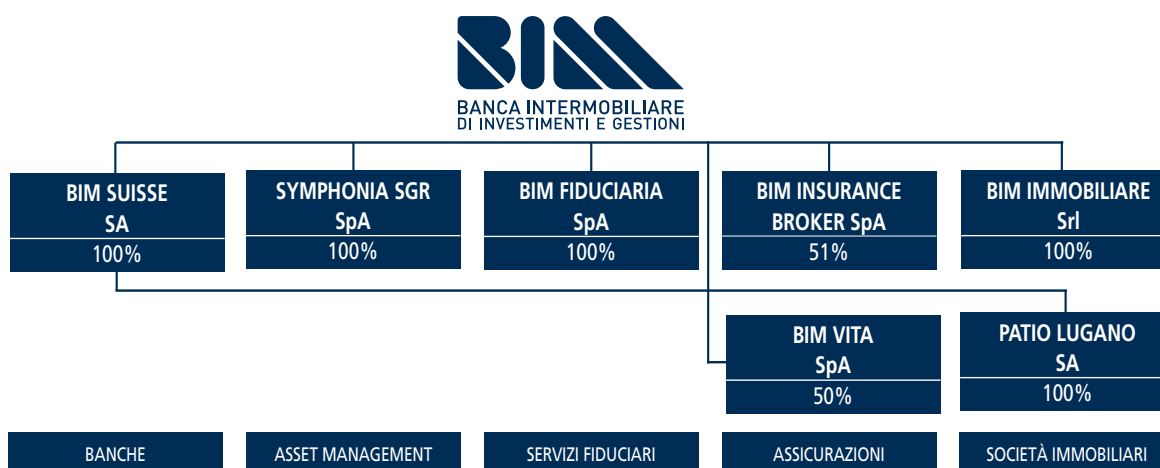 BIM
BANCA INTERMOBILIARE
DI INVESTIMENTI E GESTIONI
BIM SUISSE
SA
100%
SYMPHONIA SGR
SpA
100%
BIM FIDUCIARIA
SpA
100%
BIM INSURANCE
BROKER SpA
51%
BIM IMMOBILIARE
Srl
100%
BIM VITA
SpA
50%
PATIO LUGANO
SA
100%
BANCHE
ASSET MANAGEMENT
SERVIZI FIDUCIARI
ASSICURAZIONI
SOCIETÀ IMMOBILIARI